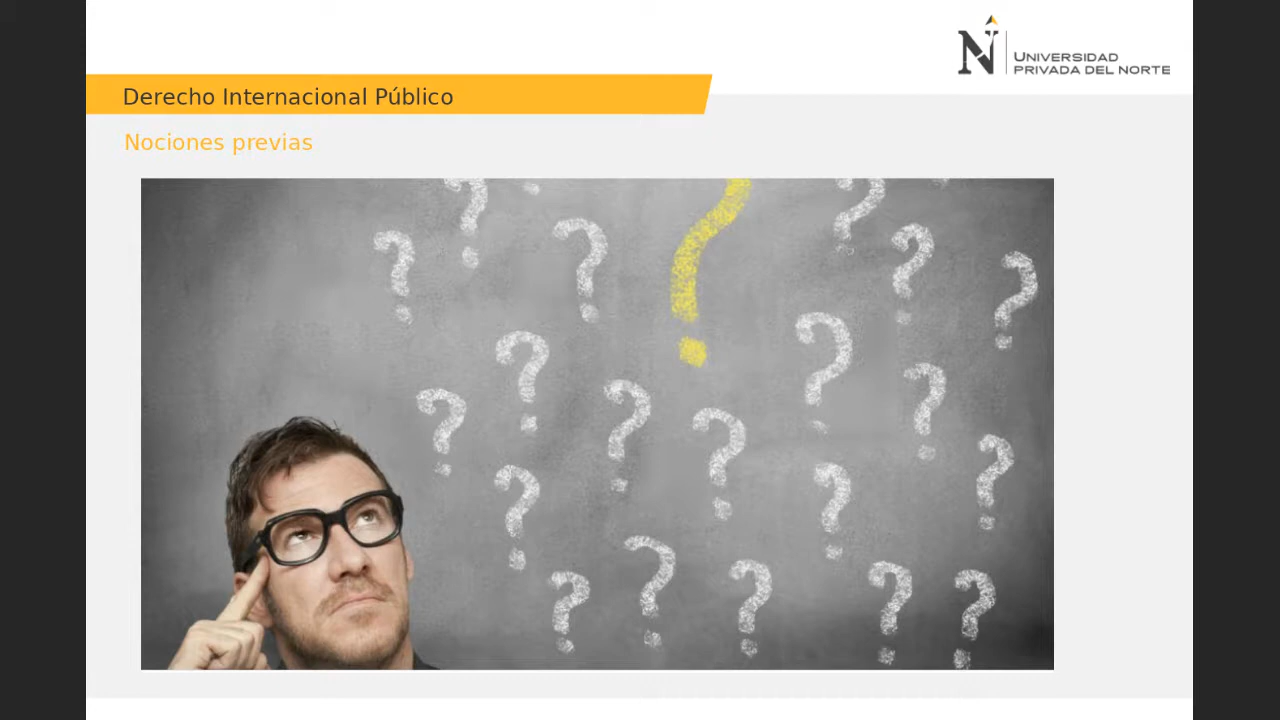 UNIVERSIDAD
PRIVADA DEL NORTE
Derecho Internacional Público
Nociones previas